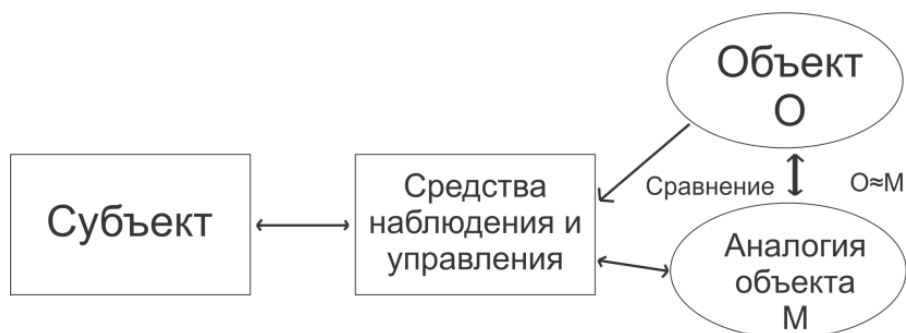 Субъект
Средства
наблюдения и
управления
Объект
О
Сравнение
О≈М
Аналогия
объекта
М